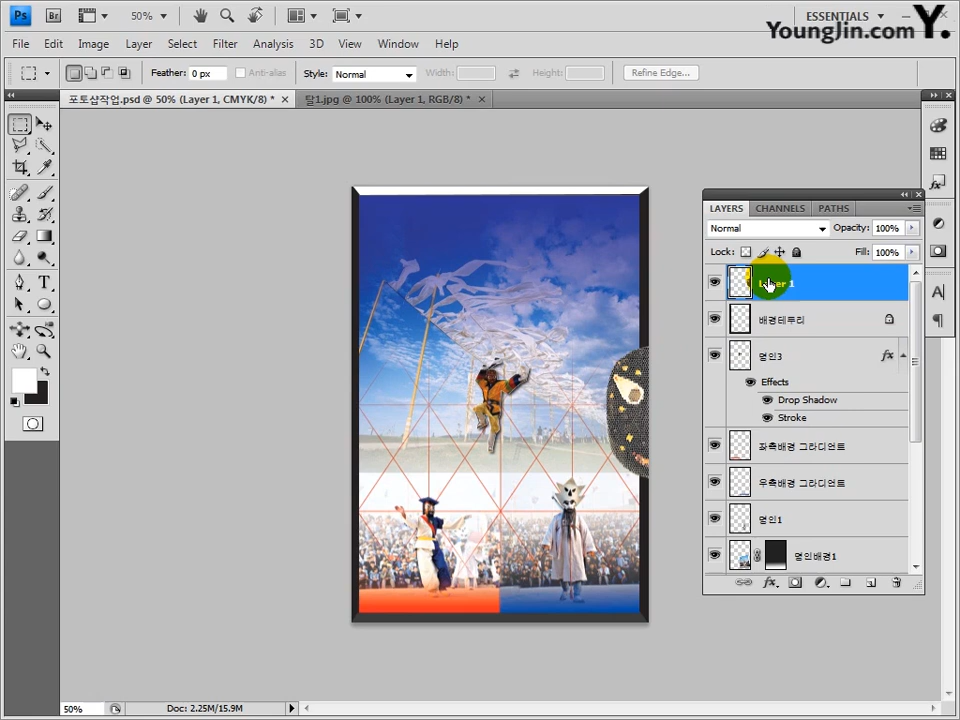 Ps Br 50% ESSENTIALS
YoungJin.com Y.
File Edit Image Layer Select Filter Analysis 3D View Window Help
Feather: 0 px Anti-alias Style: Normal Width: Height: Refine Edge...
포토샵작업.psd @ 50% (Layer 1, CMYK/8) * 탈1.jpg @ 100% (Layer 1, RGB/8) *
LAYERS CHANNELS PATHS
Normal Opacity: 100%
Lock: Fill: 100%
Layer 1
배경테두리
명인3 fx
Effects
Drop Shadow
Stroke
좌측배경 그라디언트
우측배경 그라디언트
명인1
명인배경1
50% Doc: 2.25M/15.9M